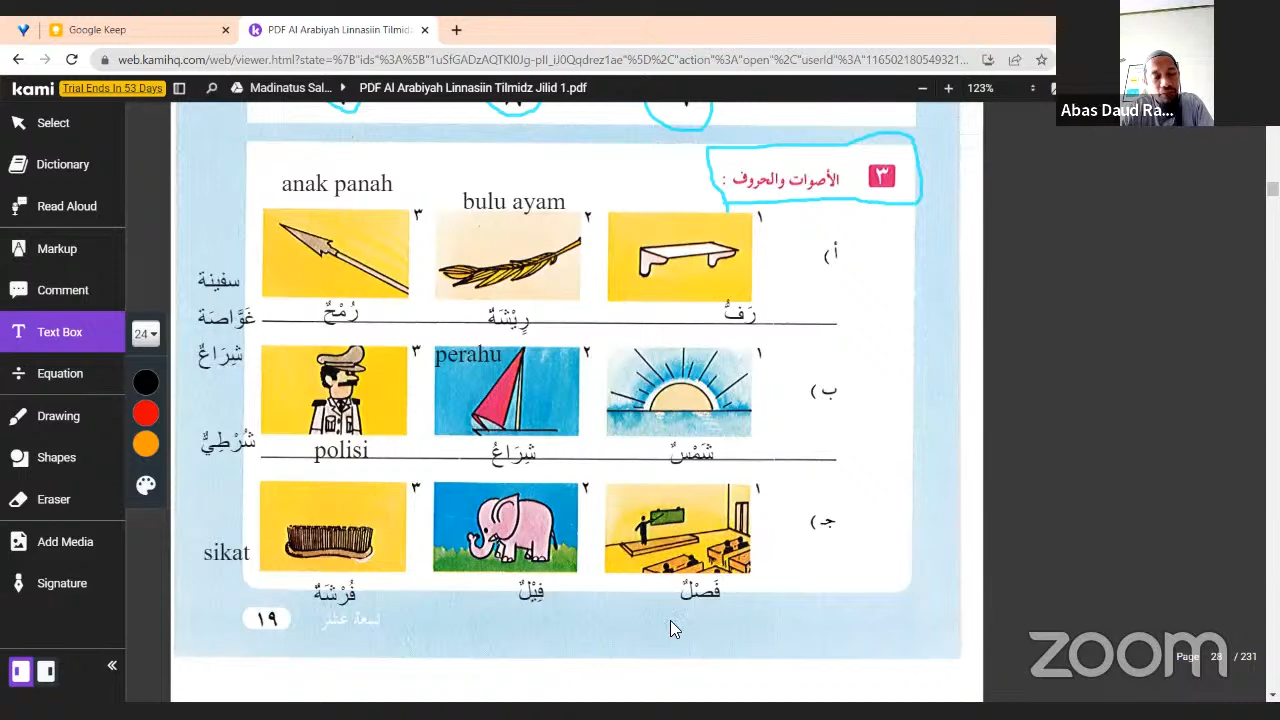 Google Keep
PDF Al Arabiyah Linnasiin Tilmid
web.kamihq.com/web/viewer.html?state=%7B"ids"%3A%5B"1uSf5ADzAQTKl0Jg-pIl_iJ0Qqdrez1ae"%5D%2C"action"%3A"open"%2C"userId"%3A"116502180549321...
kami
Trial Ends In 53 Days
Madinatus Sal...
PDF Al Arabiyah Linnasiin Tilmidz Jilid 1.pdf
123%
Abas Daud Ra...
Select
Dictionary
Read Aloud
Markup
Comment
Text Box
Equation
Drawing
Shapes
Eraser
Add Media
Signature
24
٣ الأصوات والحروف :
anak panah
bulu ayam
أ )
١
٢
٣
رَفُّ
رِيْشَةٌ
رُمْحٌ
سفينة
غَوَّاصَة
شِرَاعٌ
ب )
١
٢
٣
perahu
شَمْسٌ
شِرَاعُ
polisi
شُرْطِيٌّ
جـ )
١
٢
٣
sikat
فَصْلٌ
فِيْلٌ
فُرْشَةٌ
١٩
تسعة عشر
zoom
Page 28 / 231